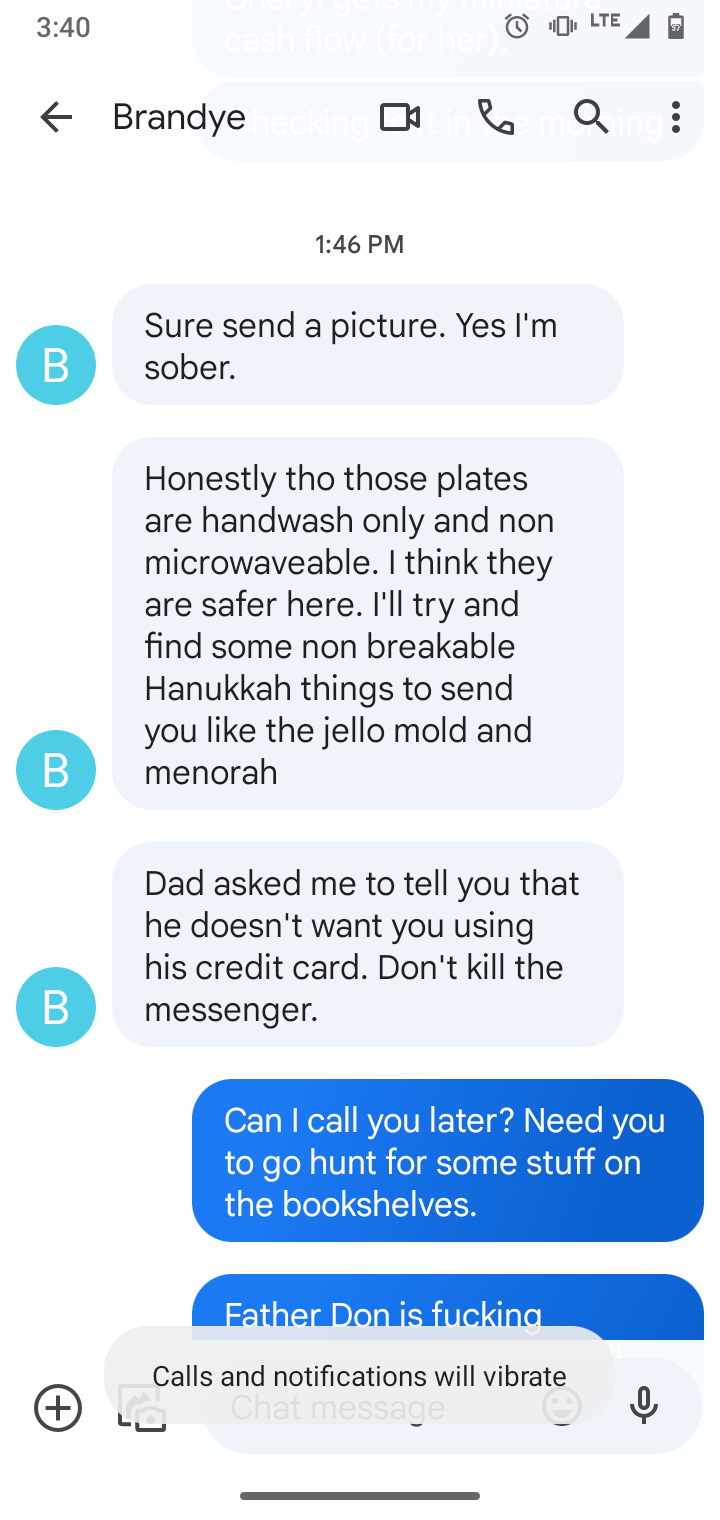 Cheryl gets my miniature
3:40
LTE
57
cash flow (for her).
Brandye
checking text in the morning
1:46 PM
Sure send a picture. Yes I'm
sober.
B
Honestly tho those plates
are handwash only and non
microwaveable. I think they
are safer here. I'll try and
find some non breakable
Hanukkah things to send
you like the jello mold and
menorah
B
Dad asked me to tell you that
he doesn't want you using
his credit card. Don't kill the
messenger.
B
Can I call you later? Need you
to go hunt for some stuff on
the bookshelves.
Father Don is fucking
Calls and notifications will vibrate
Chat message